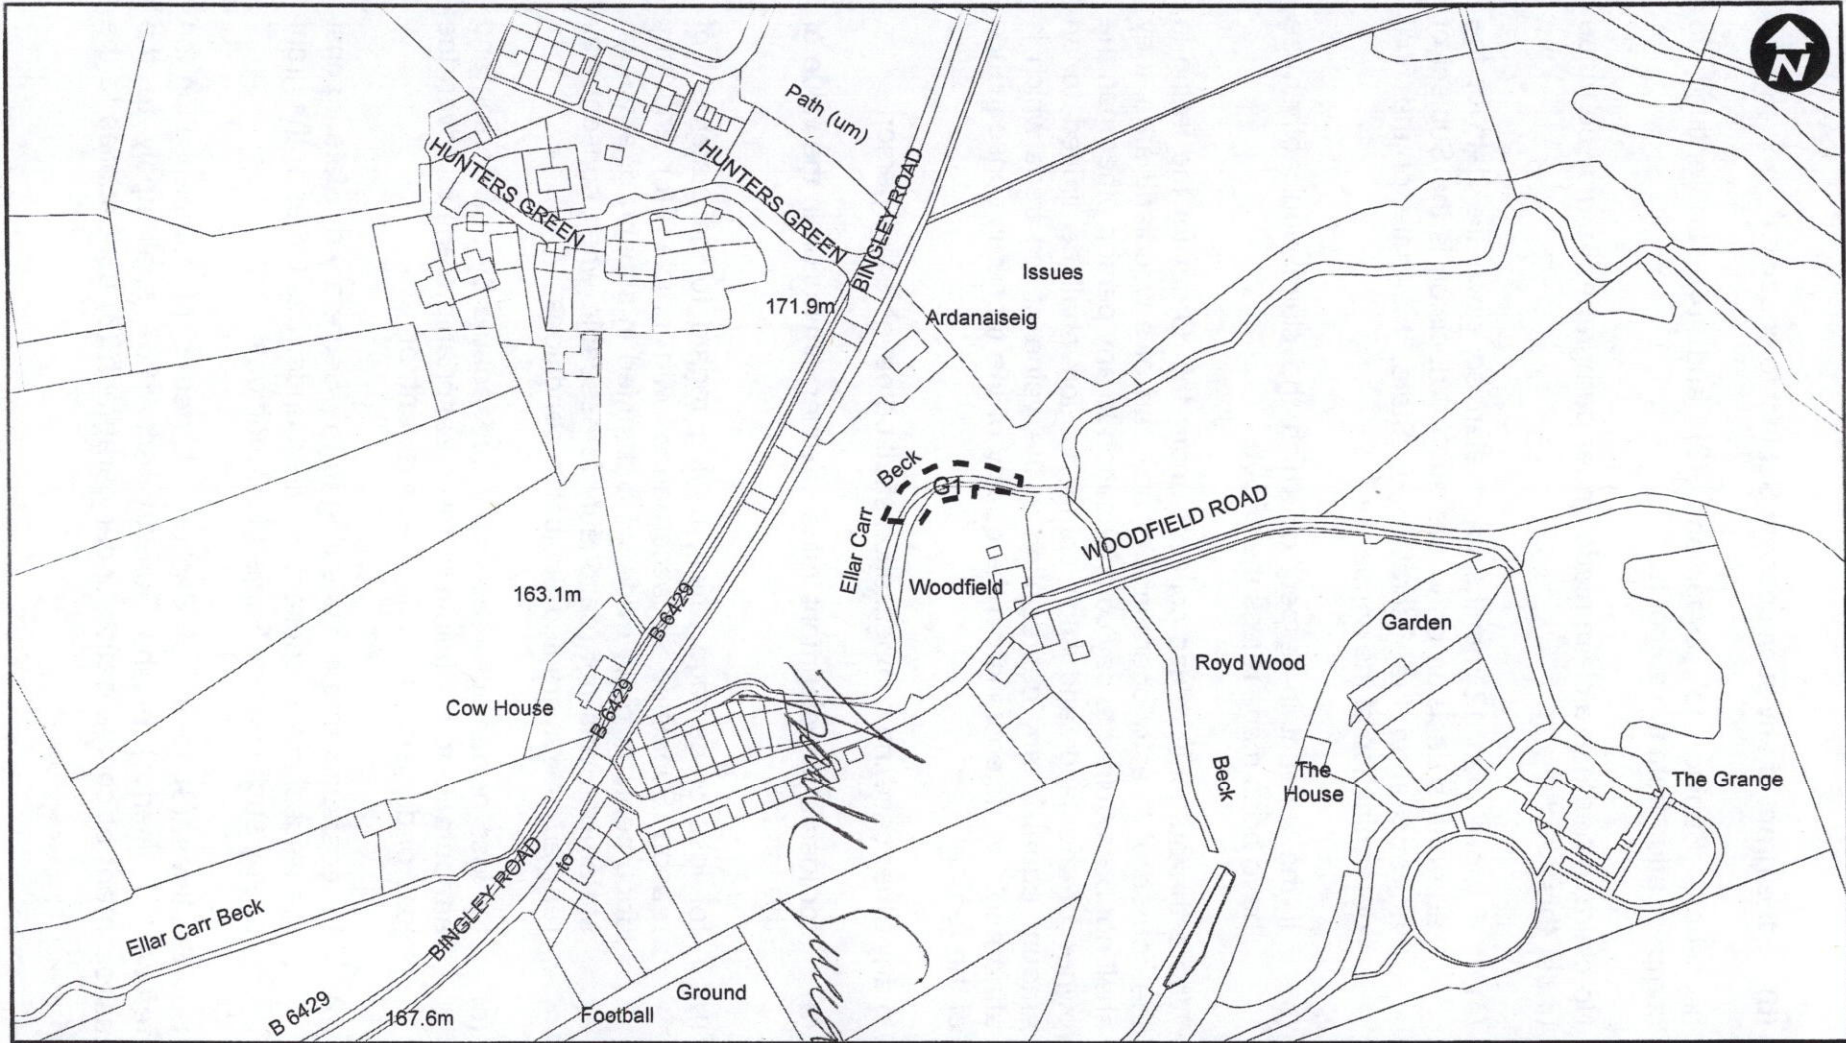 N
Path (um)
HUNTERS GREEN
HUNTERS GREEN
BINGLEY ROAD
Issues
171.9m
Ardanaiseig
Beck
G1
Ellar Carr
WOODFIELD ROAD
163.1m
Woodfield
B 6429
Garden
Royd Wood
Cow House
B 6429
Beck
The
House
The Grange
BINGLEY ROAD
to
Ellar Carr Beck
Ground
Football
B 6429
167.6m